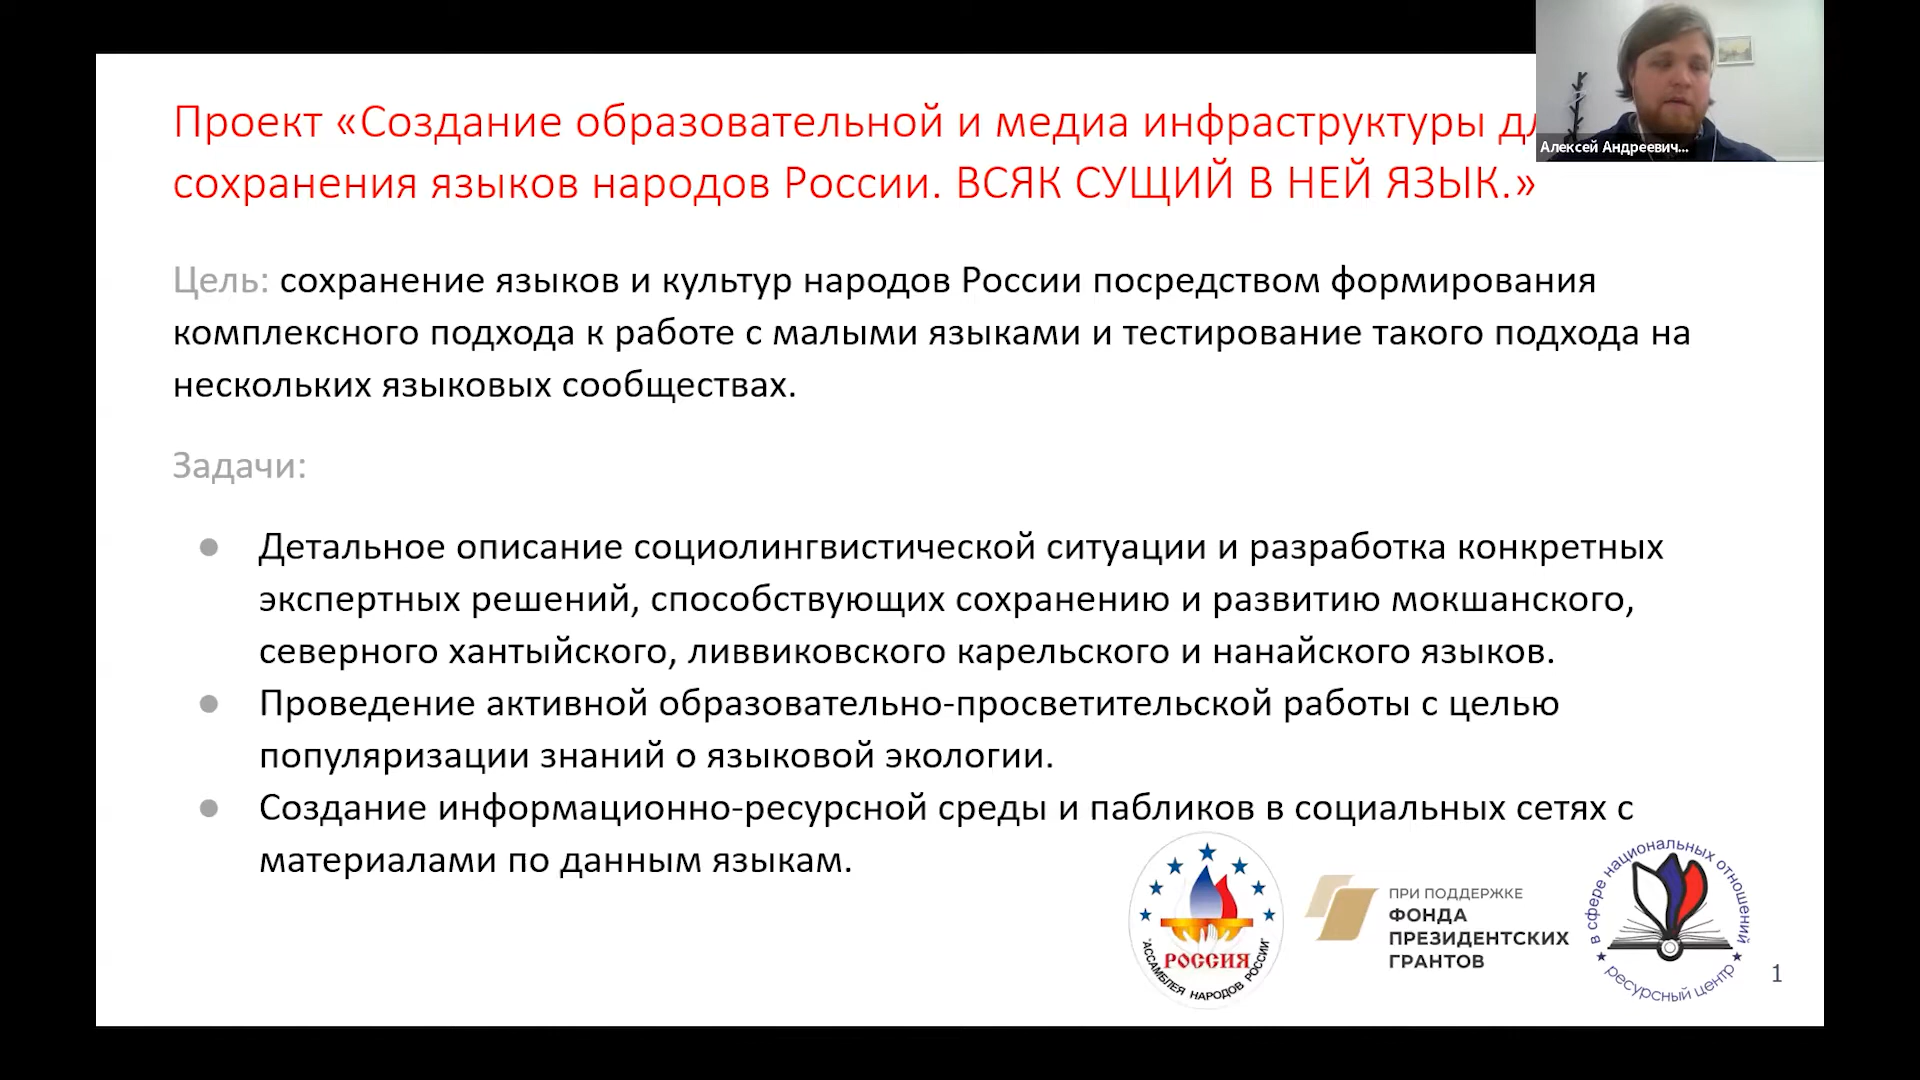 Проект «Создание образовательной и медиа инфраструктуры
сохранения языков народов России. ВСЯК СУЩИЙ В НЕЙ ЯЗЫК.»
Алексей Андреевич...
Цель: сохранение языков и культур народов России посредством формирования
комплексного подхода к работе с малыми языками и тестирование такого подхода на
нескольких языковых сообществах.
Задачи:
● Детальное описание социолингвистической ситуации и разработка конкретных
экспертных решений, способствующих сохранению и развитию мокшанского,
северного хантыйского, ливвиковского карельского и нанайского языков.
● Проведение активной образовательно-просветительской работы с целью
популяризации знаний о языковой экологии.
● Создание информационно-ресурсной среды и пабликов в социальных сетях с
материалами по данным языкам.
РОССИЯ
"АССАМБЛЕЯ НАРОДОВ РОССИИ"
ПРИ ПОДДЕРЖКЕ
ФОНДА
ПРЕЗИДЕНТСКИХ
ГРАНТОВ
в сфере национальных отношений
ресурсный центр
1